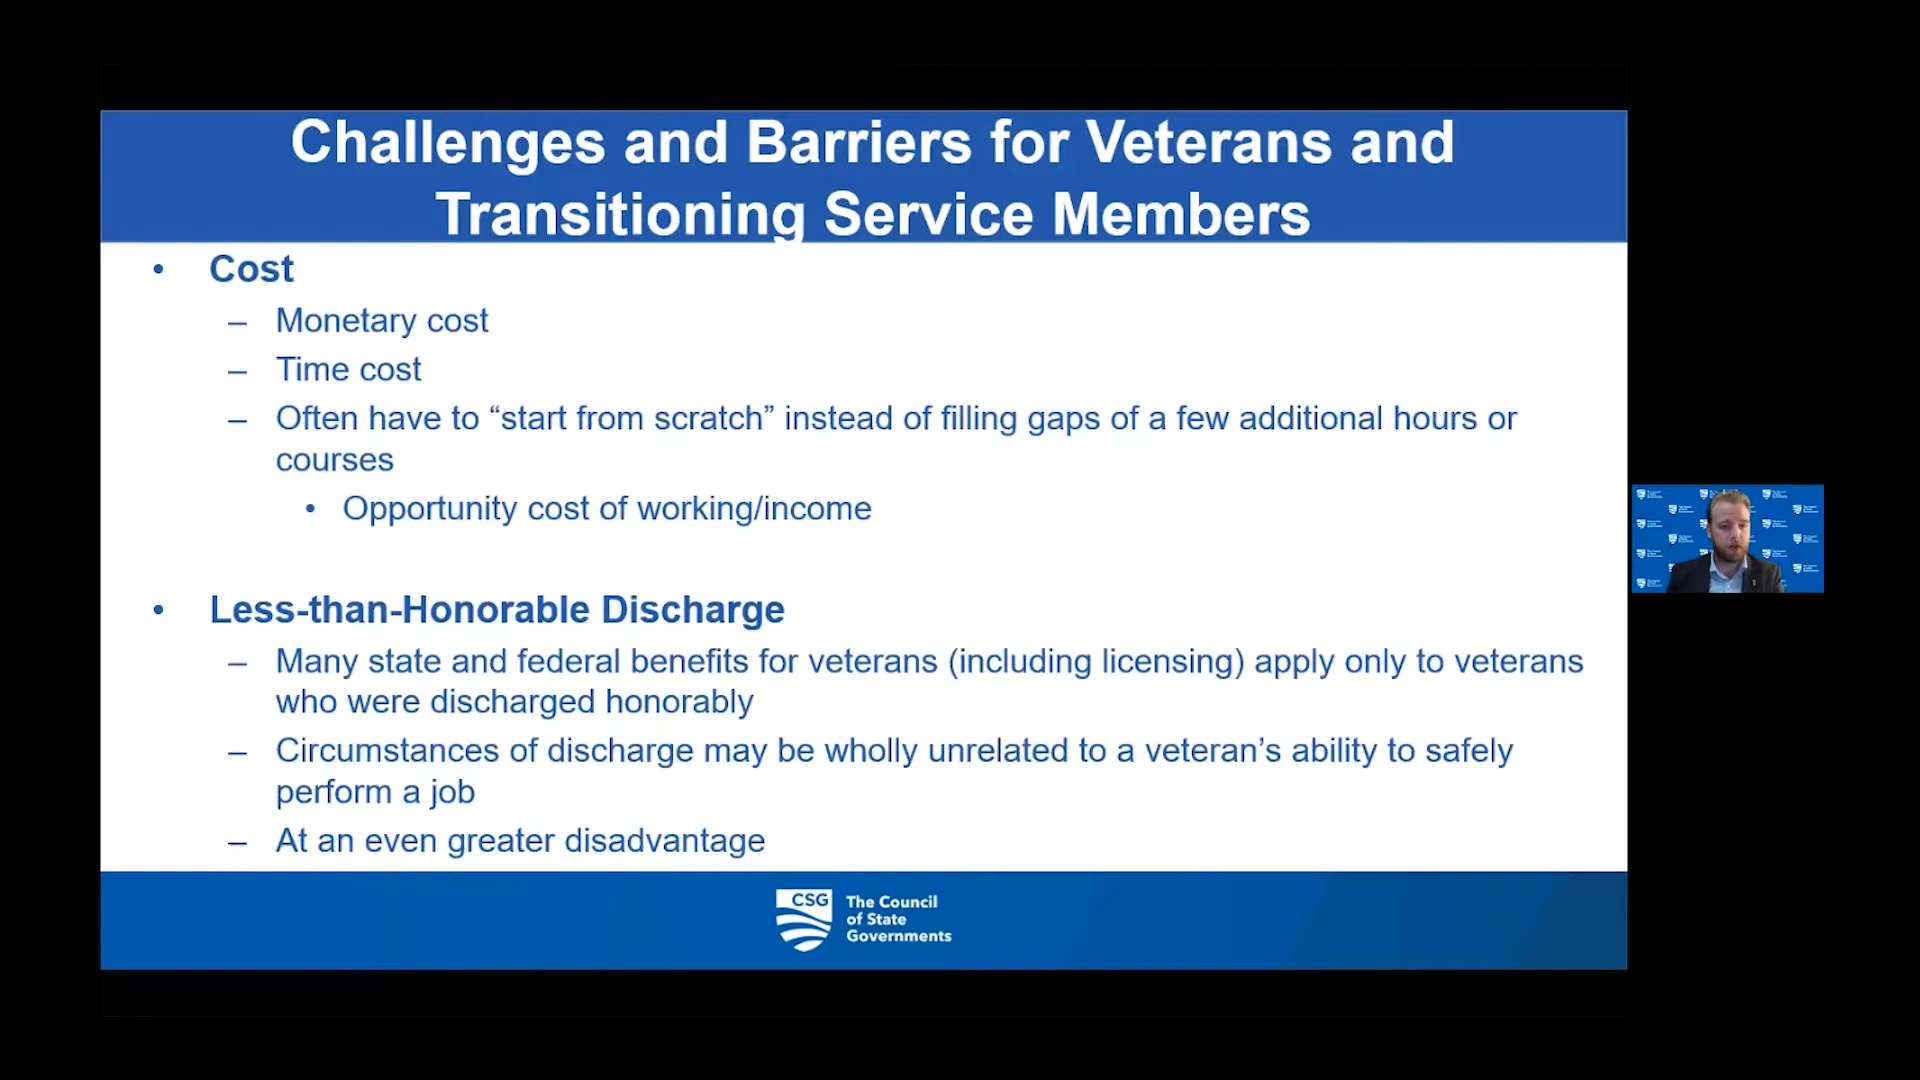 Challenges and Barriers for Veterans and
Transitioning Service Members
• Cost
– Monetary cost
– Time cost
– Often have to “start from scratch” instead of filling gaps of a few additional hours or
courses
• Opportunity cost of working/income
• Less-than-Honorable Discharge
– Many state and federal benefits for veterans (including licensing) apply only to veterans
who were discharged honorably
– Circumstances of discharge may be wholly unrelated to a veteran’s ability to safely
perform a job
– At an even greater disadvantage
CSG
The Council
of State
Governments